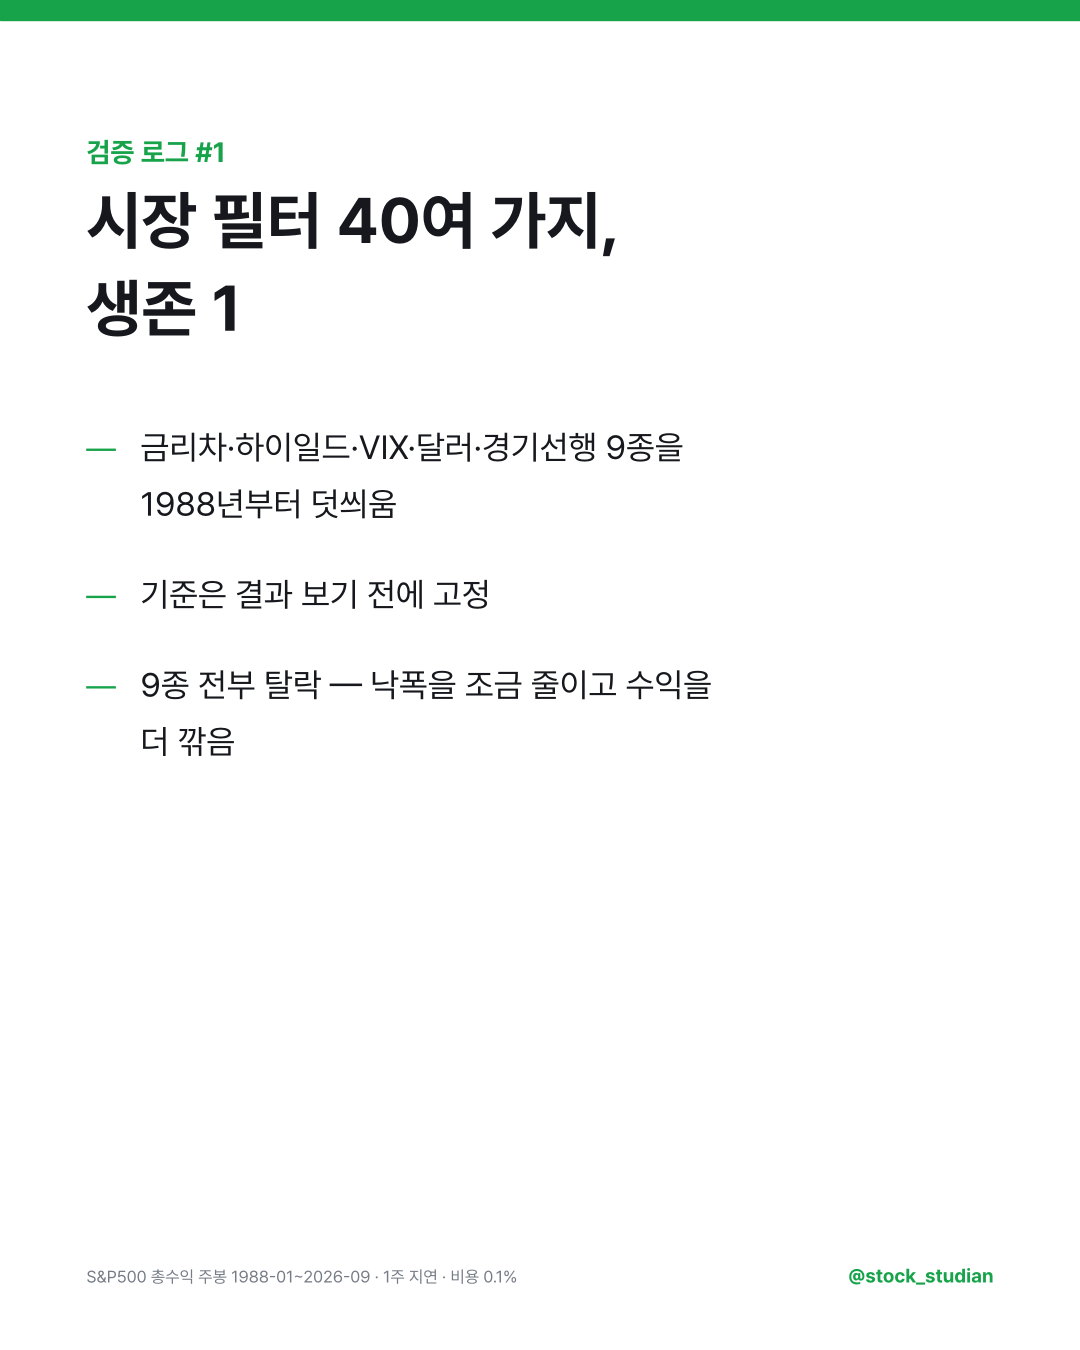 검증 로그 #1
시장 필터 40여 가지,
생존 1
— 금리차·하이일드·VIX·달러·경기선행 9종을
1988년부터 덧씌움
— 기준은 결과 보기 전에 고정
— 9종 전부 탈락 — 낙폭을 조금 줄이고 수익을
더 깎음
S&P500 총수익 주봉 1988-01~2026-09 · 1주 지연 · 비용 0.1%
@stock_studian